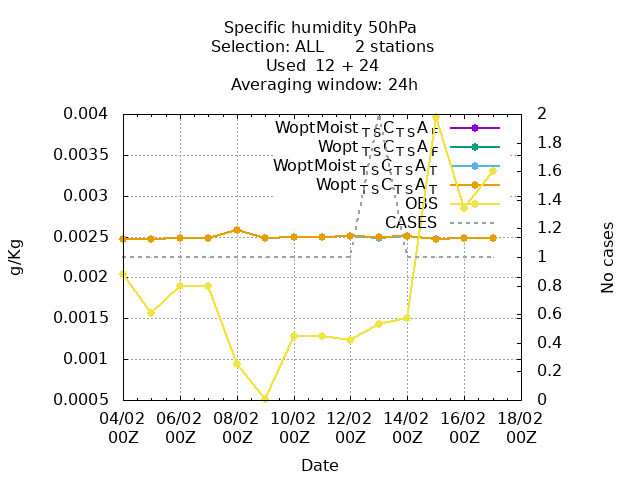 Specific humidity 50hPa
Selection: ALL 2 stations
Used 12 + 24
Averaging window: 24h
g/Kg
0.004
0.0035
0.003
0.0025
0.002
0.0015
0.001
0.0005
WoptMoist T S C T S A F
Wopt T S C T S A F
WoptMoist T S C T S A T
Wopt T S C T S A T
OBS
CASES
2
1.8
1.6
1.4
1.2
1
0.8
0.6
0.4
0.2
0
No cases
04/02 06/02 08/02 10/02 12/02 14/02 16/02 18/02
00Z 00Z 00Z 00Z 00Z 00Z 00Z 00Z
Date